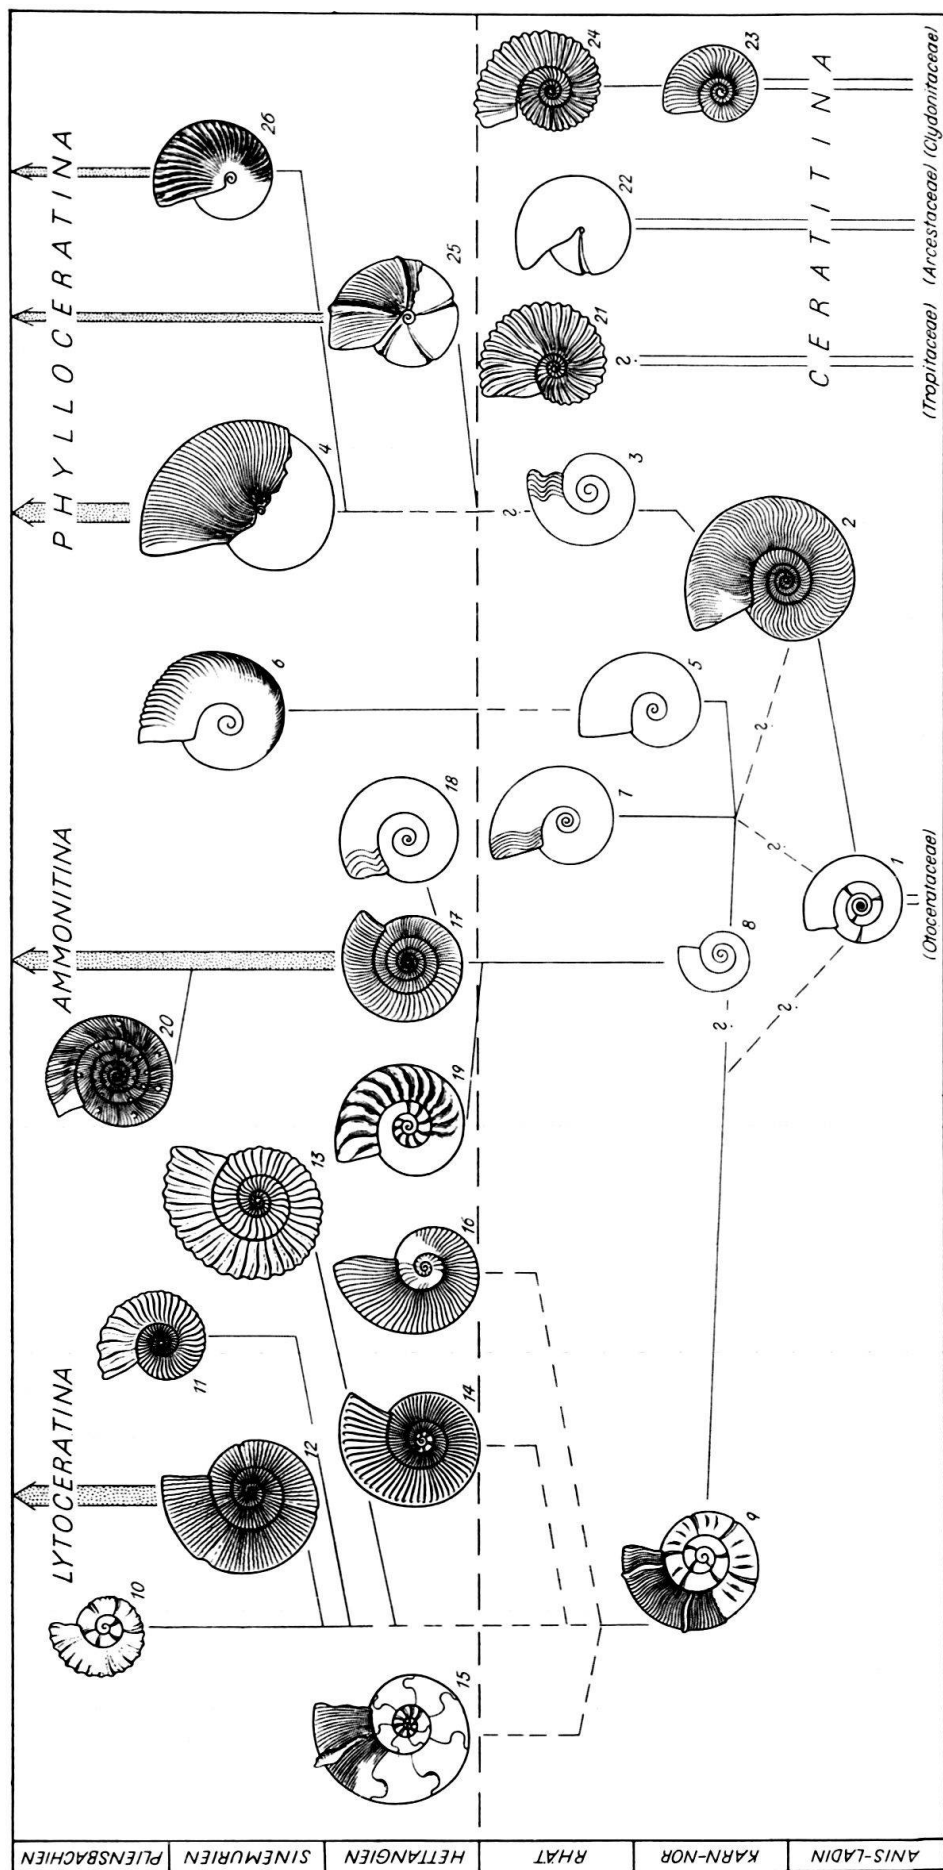 LYTOCERATINA
AMMONITINA
PHYLLOCERATINA
CERATITINA
PLIENSBACHIEN
SINEMURIEN
HETTANGIEN
RHAT
KARN-NOR
ANIS-LADIN
10
11
20
12
13
6
4
26
15
14
16
19
17
18
25
7
5
3
21
22
24
9
8
2
23
1
?
?
?
?
?
?
(Otocerataceae)
(Tropitaceae) (Arcestaceae) (Clydonitaceae)